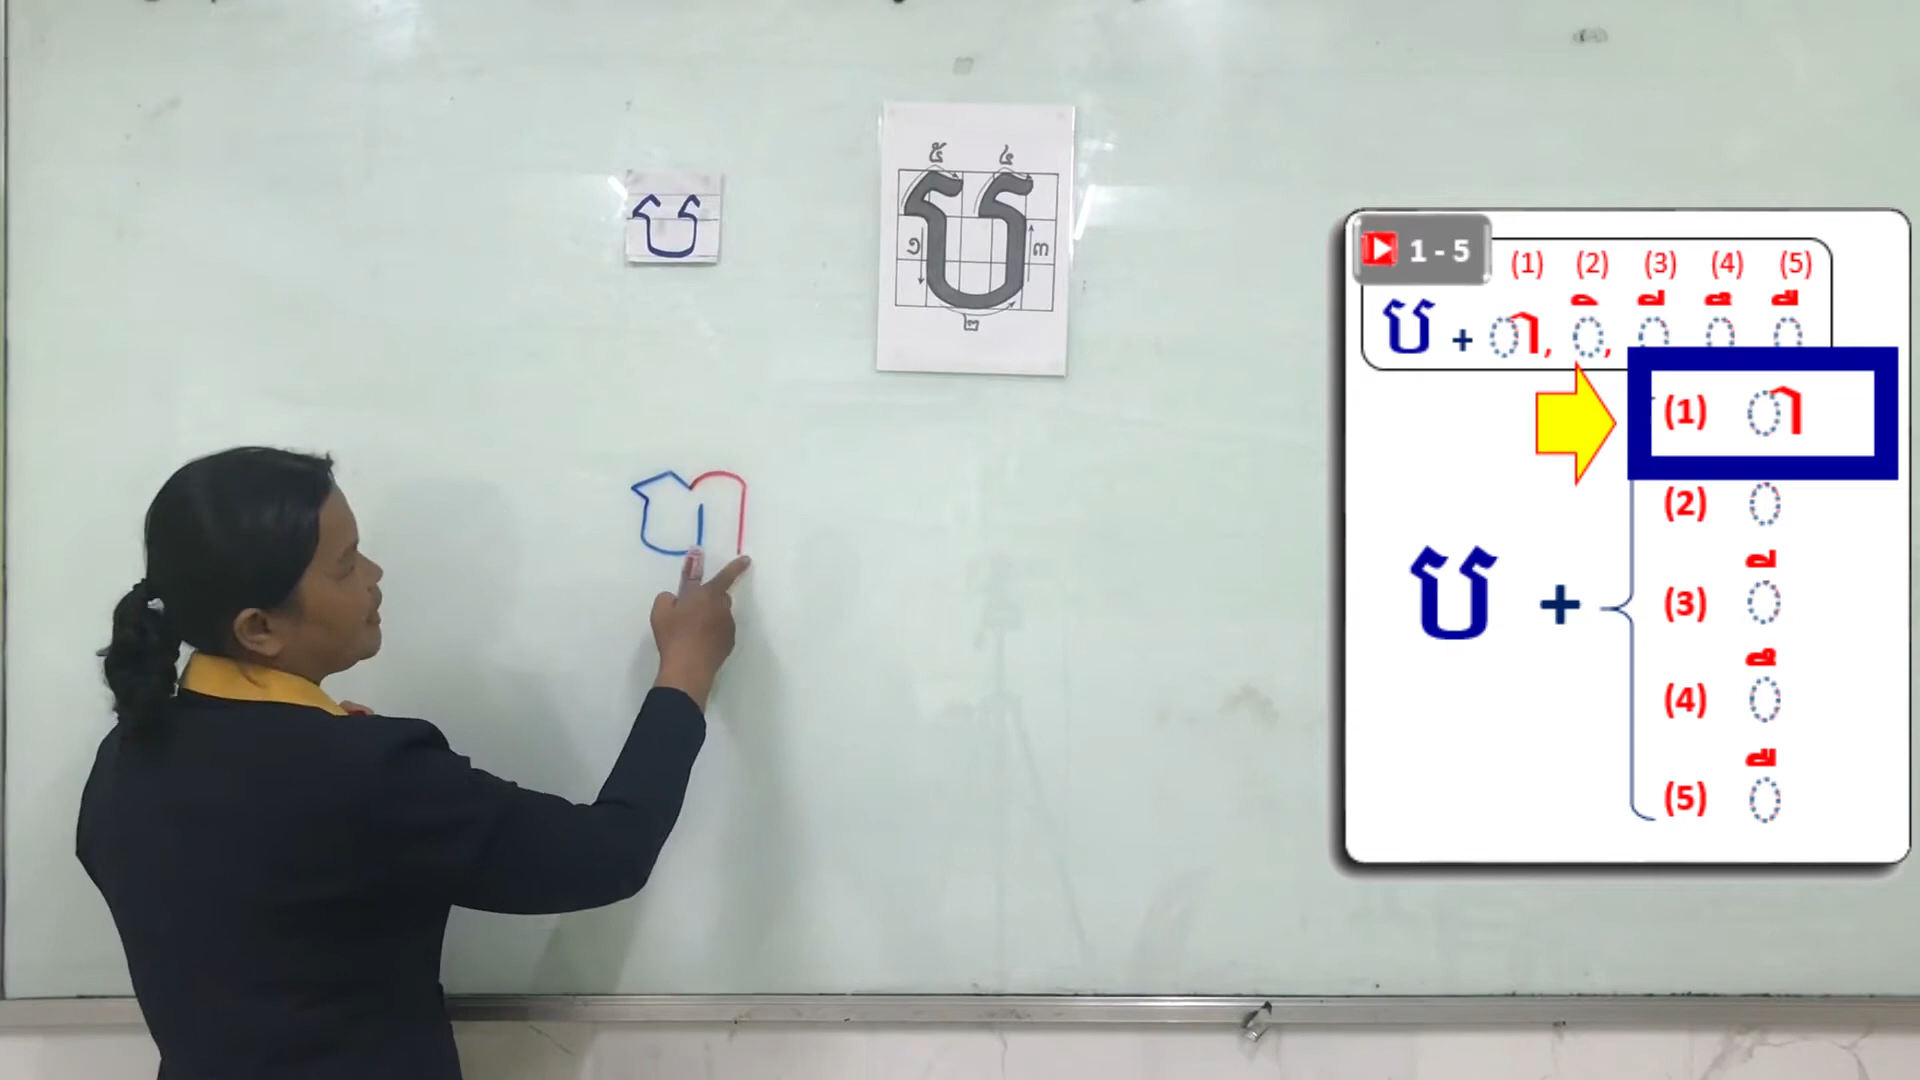 ប
៥ ៤
១ ៣
ប
២
បា
1 - 5 (1) (2) (3) (4) (5)
ប + ◌ា, ◌ិ, ◌ី ◌ឹ ◌ឺ
(1) ◌ា
(2) ◌
ប + (3) ◌ី
(4) ◌ឹ
(5) ◌ឺ